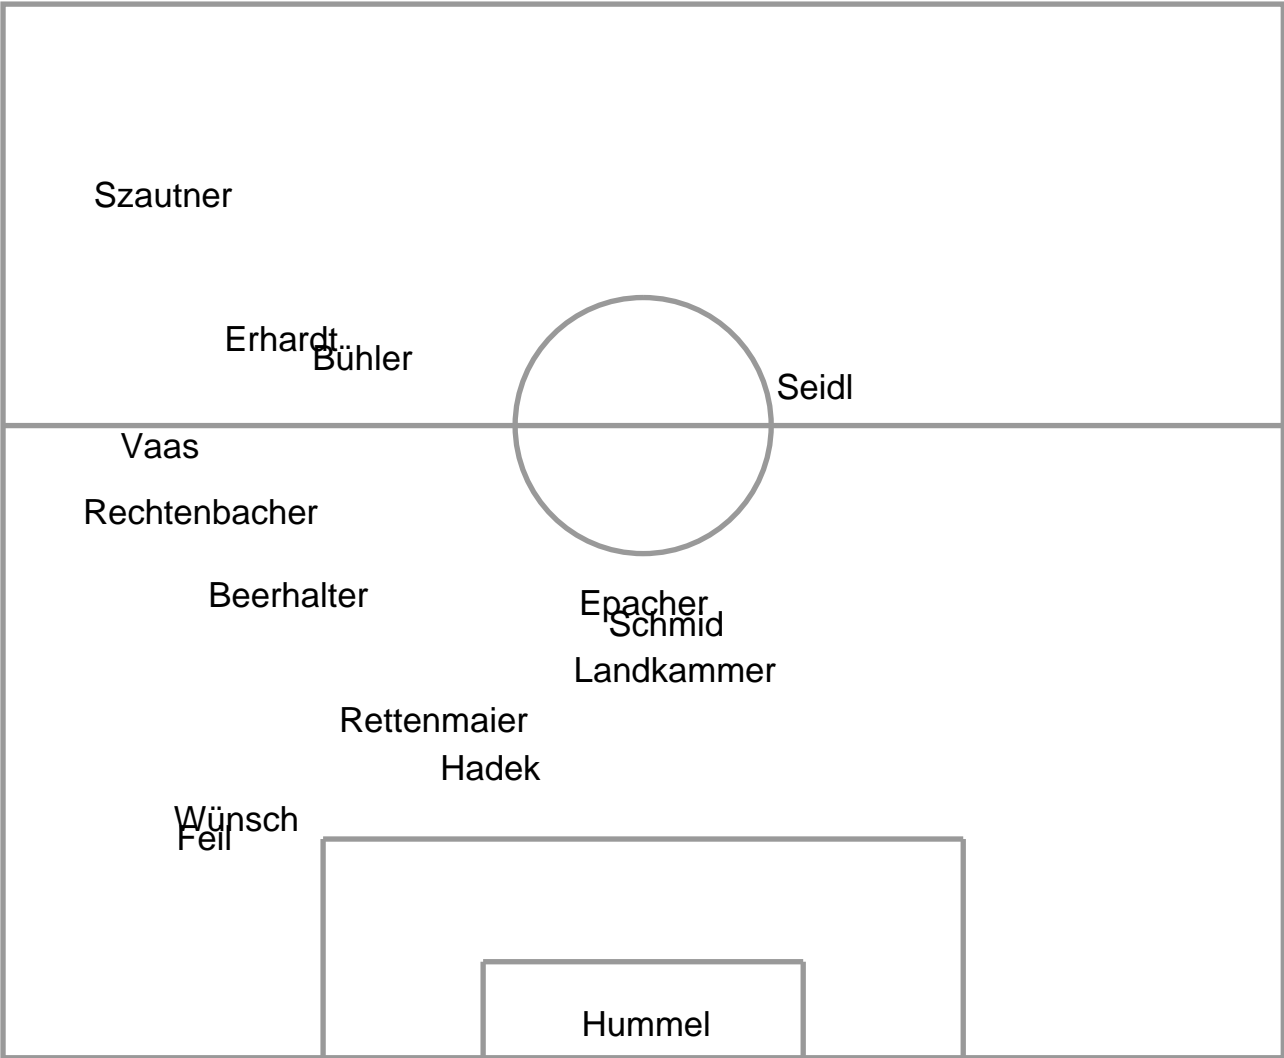 Szautner
Erhardt
Bühler
Seidl
Vaas
Rechtenbacher
Beerhalter
Epacher
Schmid
Landkammer
Rettenmaier
Hadek
Wünsch
Feil
Hummel